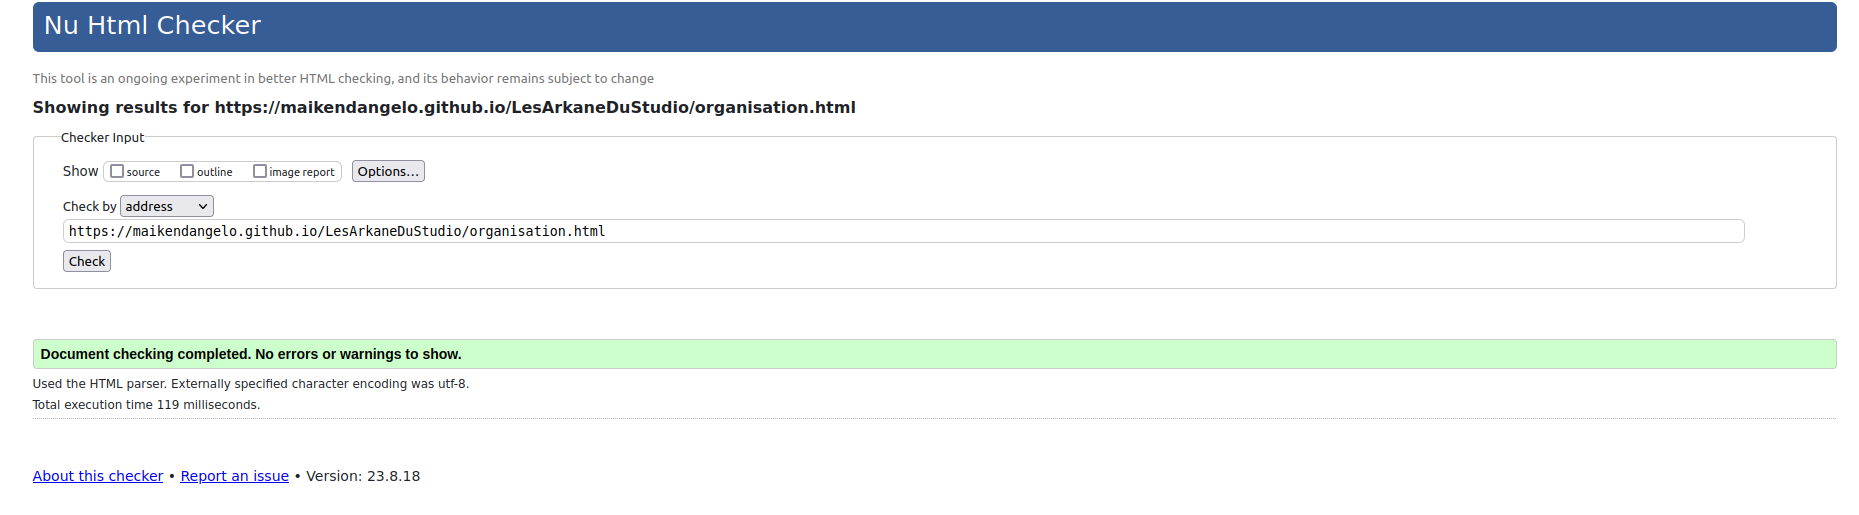 Nu Html Checker
This tool is an ongoing experiment in better HTML checking, and its behavior remains subject to change
Showing results for https://maikendangelo.github.io/LesArkaneDuStudio/organisation.html
Checker Input
Show source outline image report Options...
Check by address
https://maikendangelo.github.io/LesArkaneDuStudio/organisation.html
Check
Document checking completed. No errors or warnings to show.
Used the HTML parser. Externally specified character encoding was utf-8.
Total execution time 119 milliseconds.
About this checker • Report an issue • Version: 23.8.18